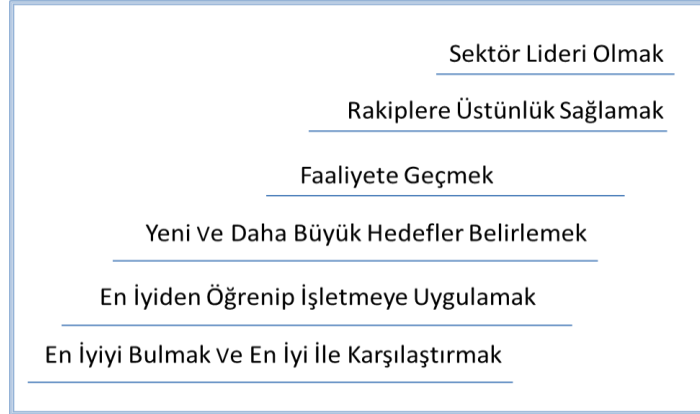 Sektör Lideri Olmak
Rakiplere Üstünlük Sağlamak
Faaliyete Geçmek
Yeni ve Daha Büyük Hedefler Belirlemek
En İyiden Öğrenip İşletmeye Uygulamak
En İyiyi Bulmak ve En İyi İle Karşılaştırmak